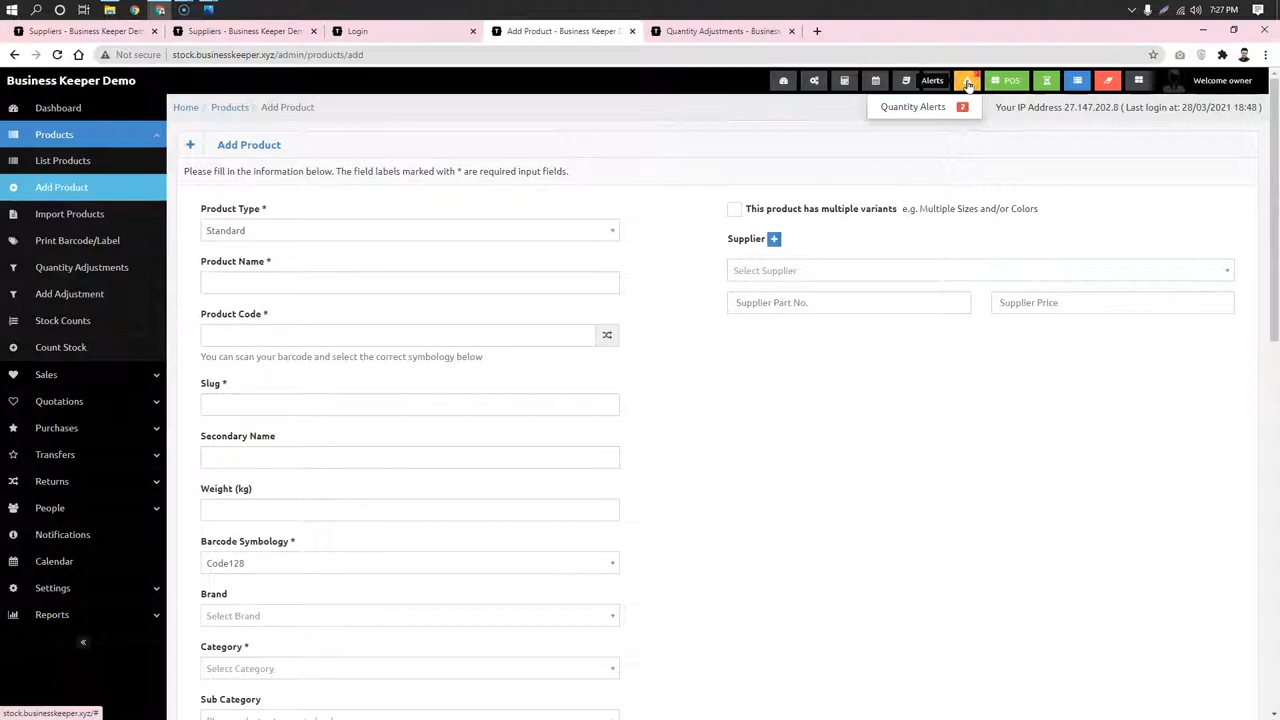 7:27 PM
Suppliers - Business Keeper Demo
Suppliers - Business Keeper Demo
Login
Add Product - Business Keeper
Quantity Adjustments - Business
Not secure
stock.businesskeeper.xyz/admin/products/add
Business Keeper Demo
Alerts
POS
Welcome owner
Quantity Alerts 2
Home / Products / Add Product
Your IP Address 27.147.202.8 ( Last login at: 28/03/2021 18:48 )
Dashboard
Products
List Products
Add Product
Import Products
Print Barcode/Label
Quantity Adjustments
Add Adjustment
Stock Counts
Count Stock
Sales
Quotations
Purchases
Transfers
Returns
People
Notifications
Calendar
Settings
Reports
Add Product
Please fill in the information below. The field labels marked with * are required input fields.
Product Type *
Standard
Product Name *
Product Code *
You can scan your barcode and select the correct symbology below
Slug *
Secondary Name
Weight (kg)
Barcode Symbology *
Code128
Brand
Select Brand
Category *
Select Category
Sub Category
This product has multiple variants e.g. Multiple Sizes and/or Colors
Supplier
Select Supplier
Supplier Part No.
Supplier Price
stock.businesskeeper.xyz/#